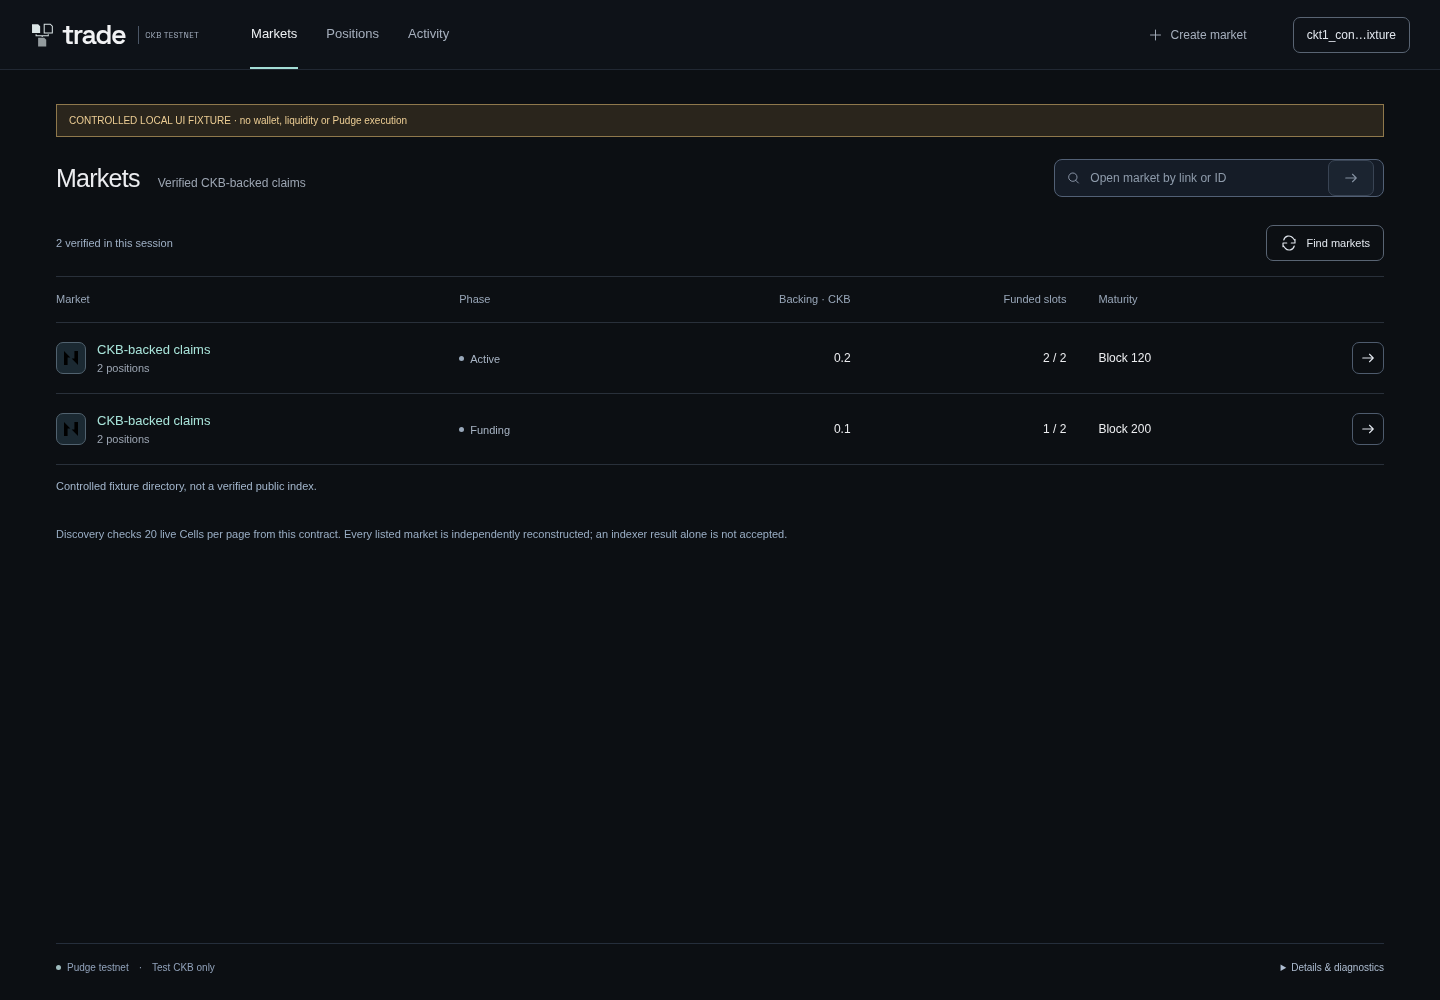 trade
CKB TESTNET
Markets
Positions
Activity
Create market
ckt1_con…ixture
CONTROLLED LOCAL UI FIXTURE · no wallet, liquidity or Pudge execution
Markets
Verified CKB-backed claims
Open market by link or ID
2 verified in this session
Find markets
Market
Phase
Backing · CKB
Funded slots
Maturity
CKB-backed claims
2 positions
Active
0.2
2 / 2
Block 120
CKB-backed claims
2 positions
Funding
0.1
1 / 2
Block 200
Controlled fixture directory, not a verified public index.
Discovery checks 20 live Cells per page from this contract. Every listed market is independently reconstructed; an indexer result alone is not accepted.
Pudge testnet · Test CKB only
Details & diagnostics